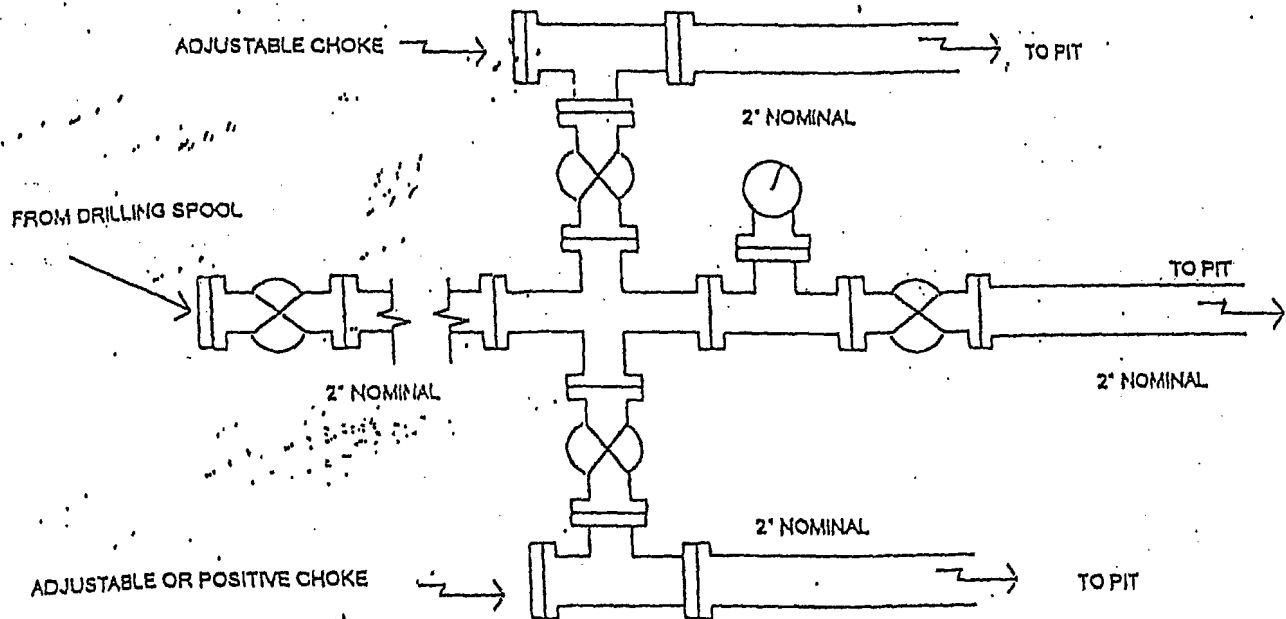 ADJUSTABLE CHOKE
TO PIT
2" NOMINAL
FROM DRILLING SPOOL
TO PIT
2" NOMINAL
2" NOMINAL
2" NOMINAL
ADJUSTABLE OR POSITIVE CHOKE
TO PIT